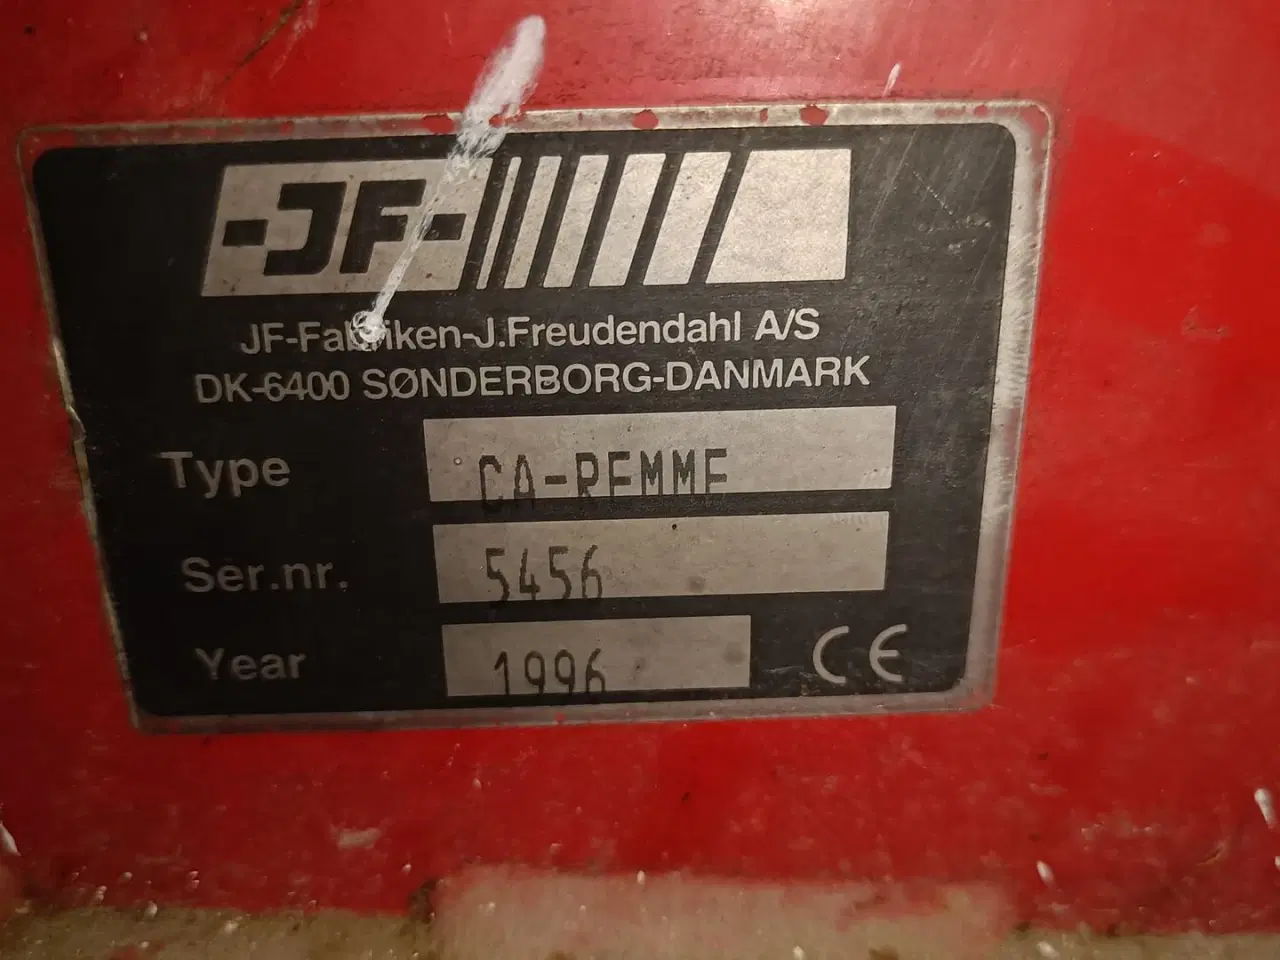 -JF-
JF-Fabriken-J.Freudendahl A/S
DK-6400 SØNDERBORG-DANMARK
Type CA-REMME
Ser.nr. 5456
Year 1996 CE